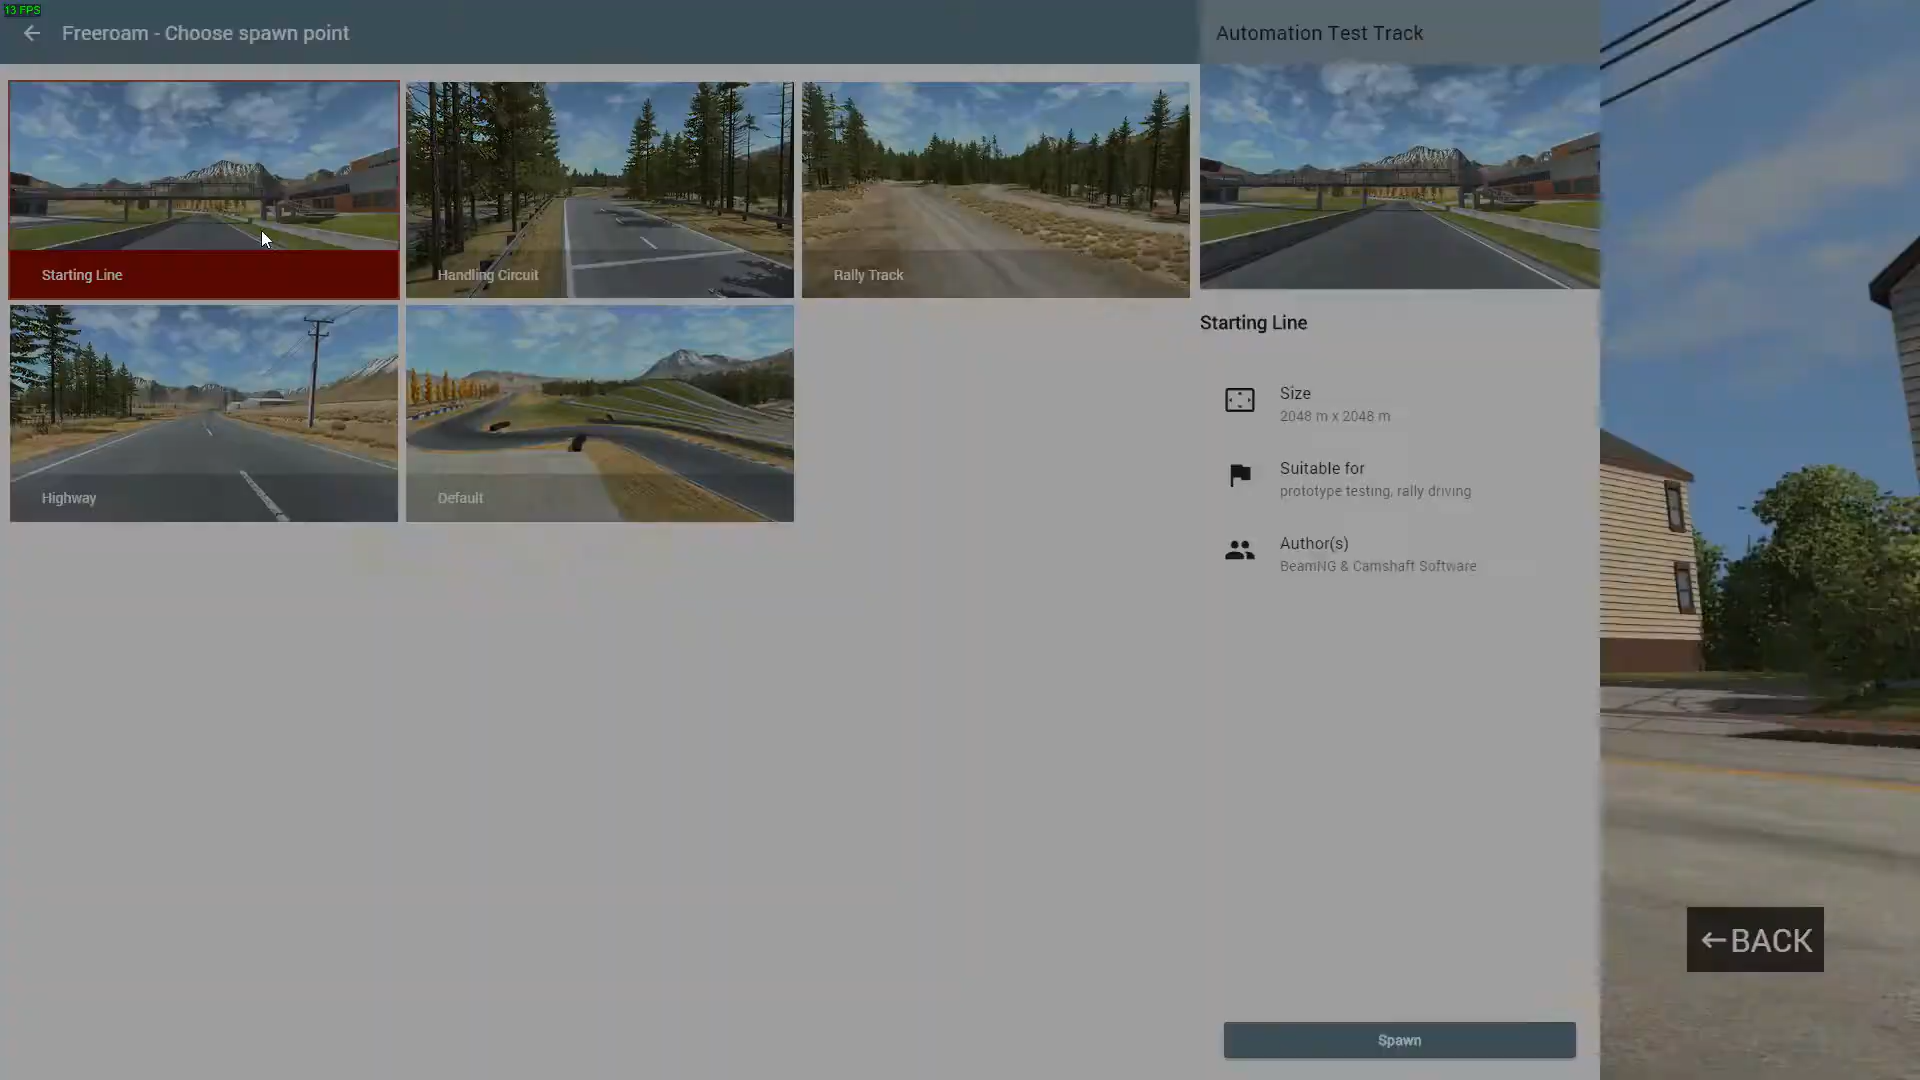 13 FPS
Freeroam - Choose spawn point
Automation Test Track
Starting Line
Handling Circuit
Rally Track
Highway
Default
Starting Line
Size
2048 m x 2048 m
Suitable for
prototype testing, rally driving
Author(s)
BeamNG & Camshaft Software
←BACK
Spawn